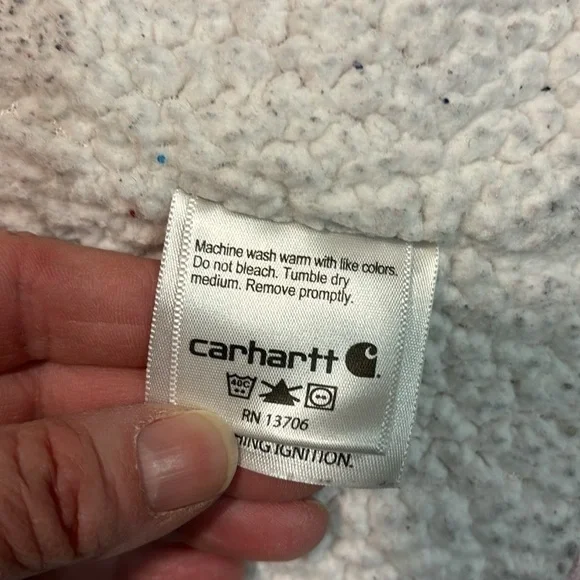 Machine wash warm with like colors.
Do not bleach. Tumble dry
medium. Remove promptly.
carhartt
40C
RN 13706
IGNITION.